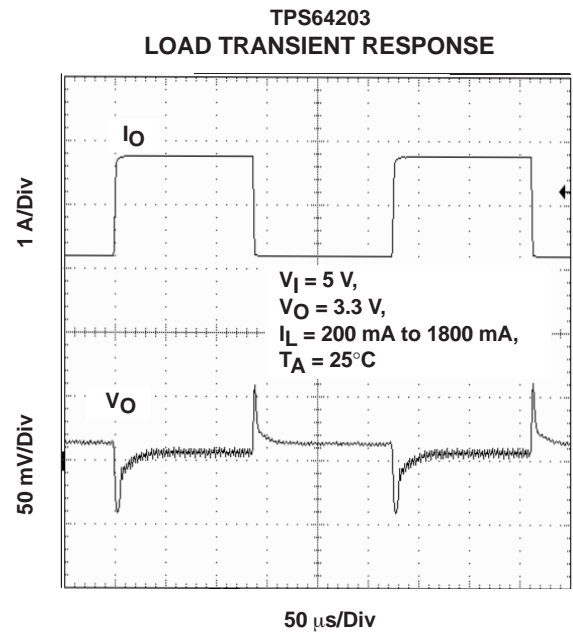 TPS64203
LOAD TRANSIENT RESPONSE
IO
1 A/Div
VI = 5 V,
VO = 3.3 V,
IL = 200 mA to 1800 mA,
TA = 25°C
VO
50 mV/Div
50 μs/Div